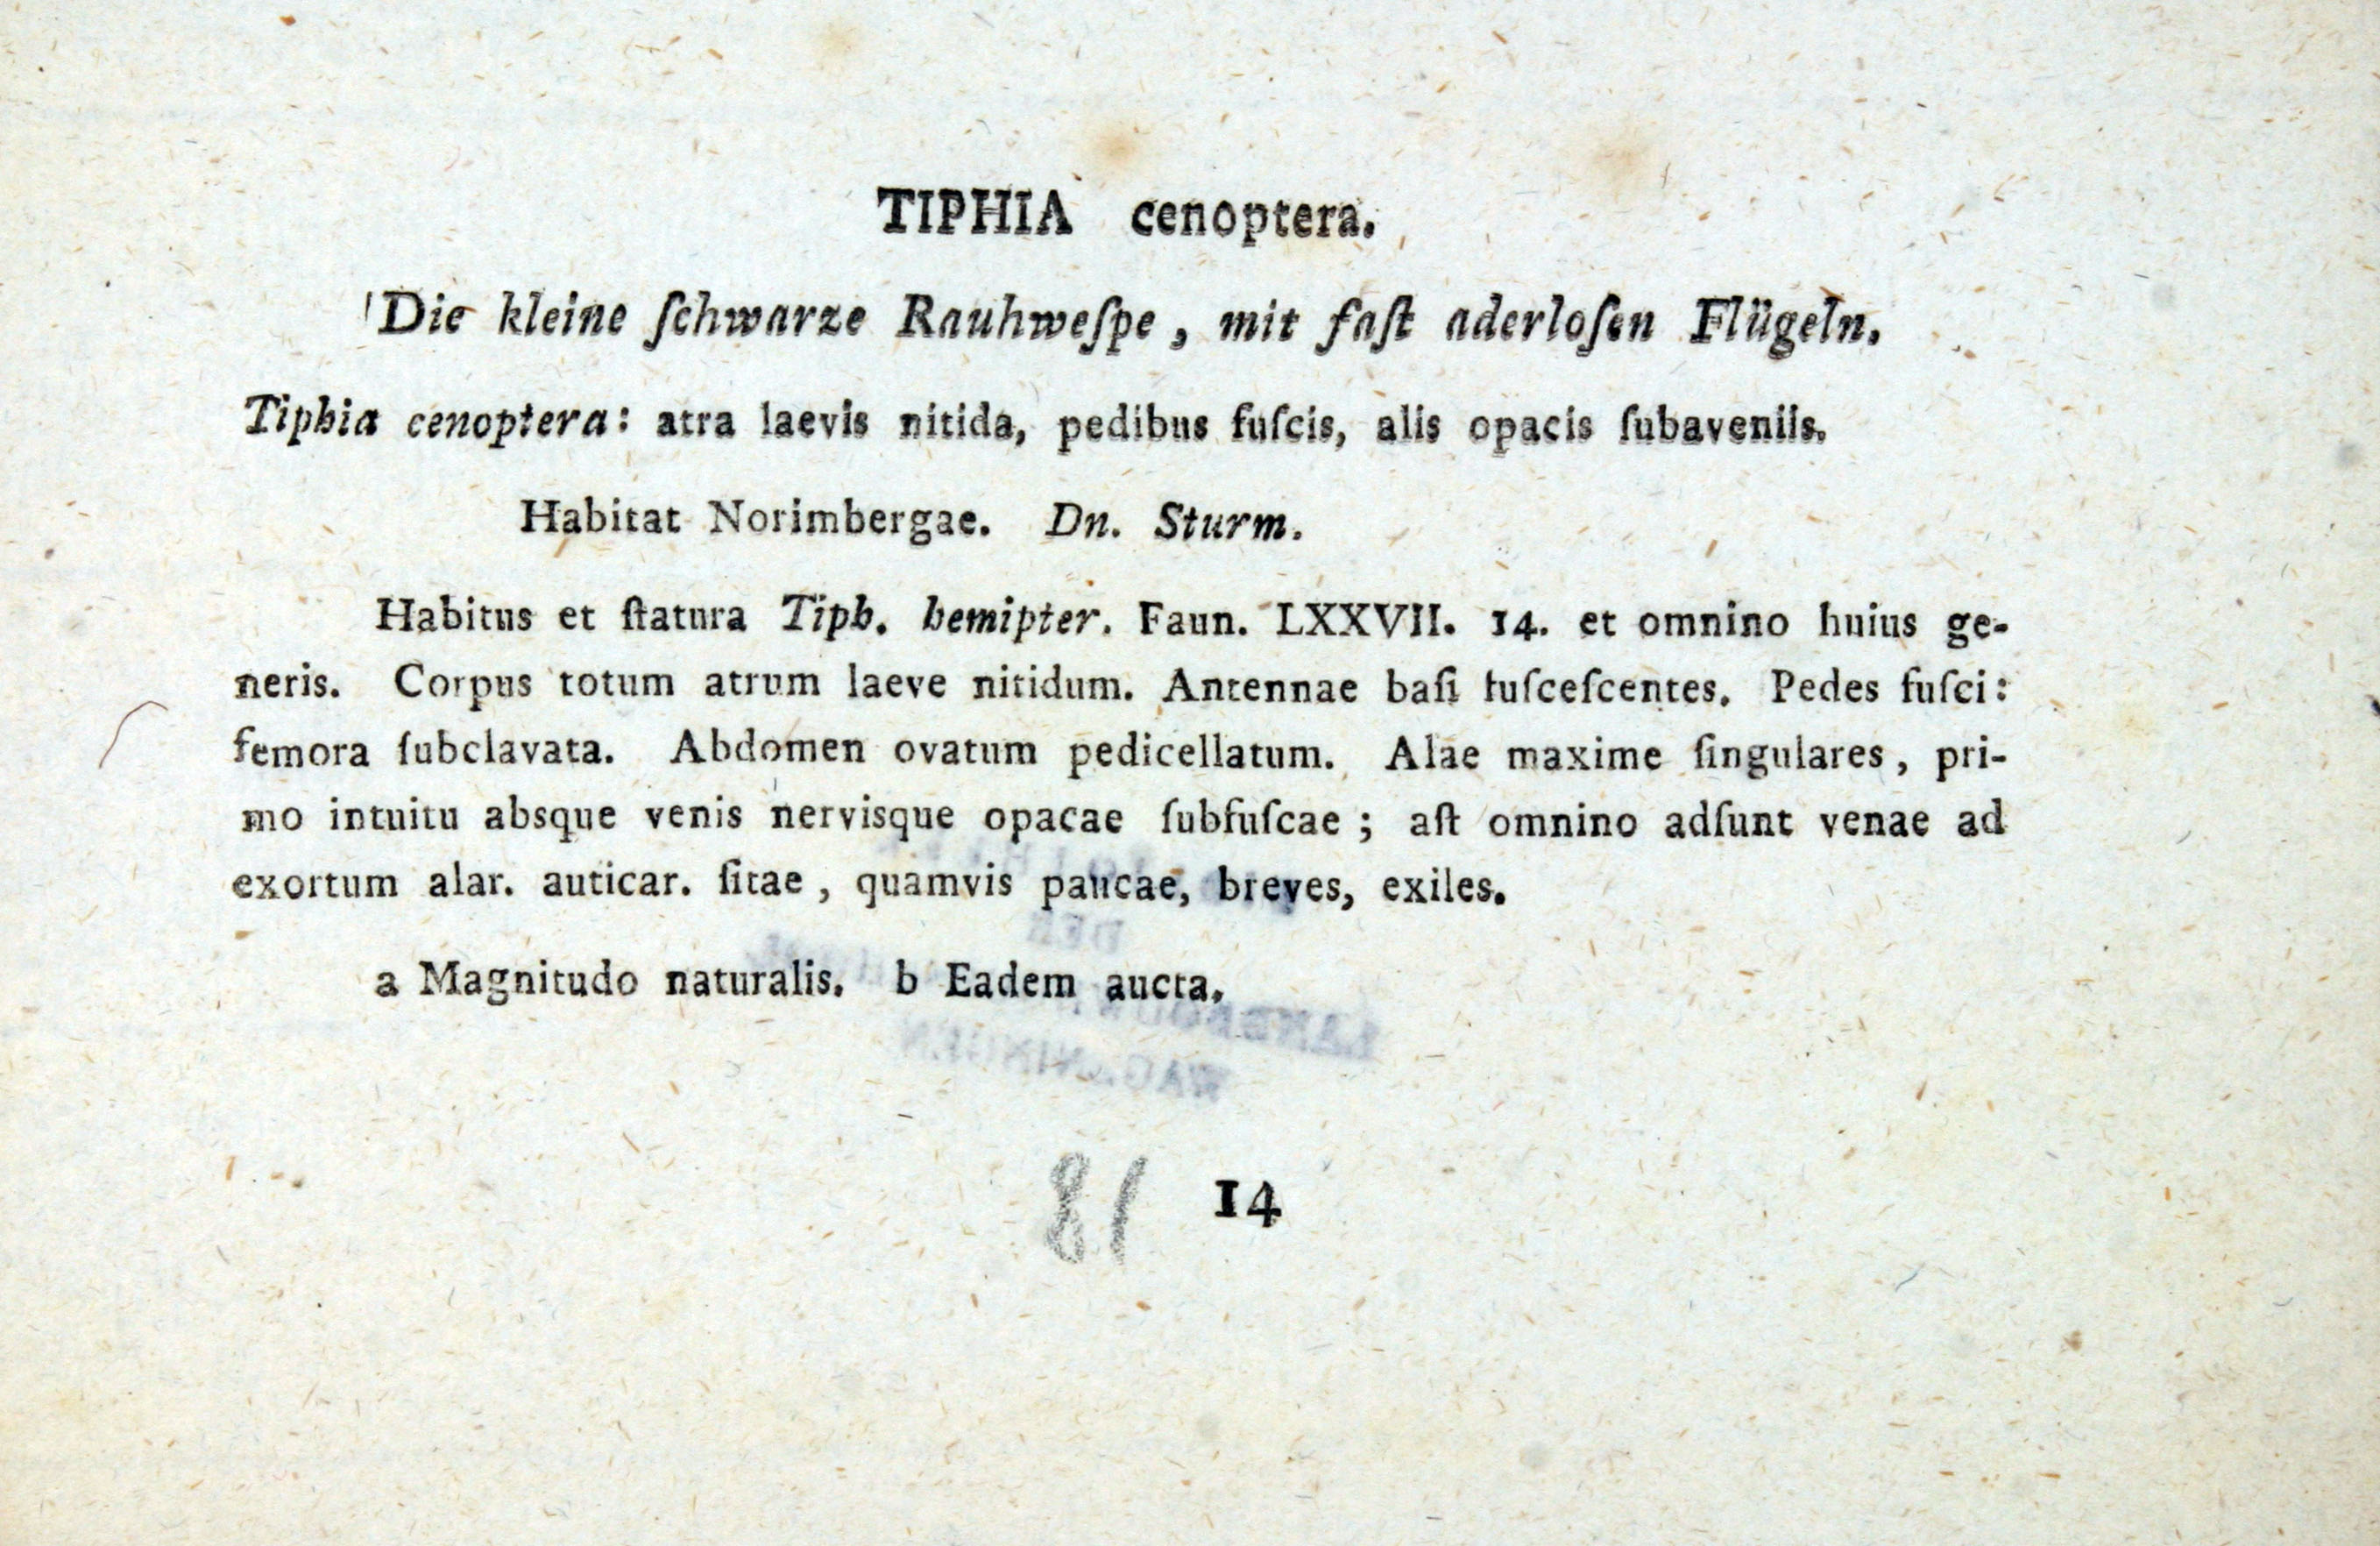 TIPHIA cenoptera.
Die kleine ſchwarze Rauhweſpe, mit faſt aderloſen Flügeln.
Tiphia cenoptera: atra laevis nitida, pedibus fuſcis, alis opacis ſubaveniis.
Habitat Norimbergae. Dn. Sturm.
Habitus et ſtatura Tiph. hemipter. Faun. LXXVII. 14. et omnino huius ge-
neris. Corpus totum atrum laeve nitidum. Antennae baſi fuſceſcentes. Pedes fuſci:
femora ſubclavata. Abdomen ovatum pedicellatum. Alae maxime ſingulares, pri-
mo intuitu absque venis nervisque opacae ſubfuſcae; aſt omnino adſunt venae ad
exortum alar. auticar. ſitae, quamvis paucae, breves, exiles.
a Magnitudo naturalis. b Eadem aucta.
81 14